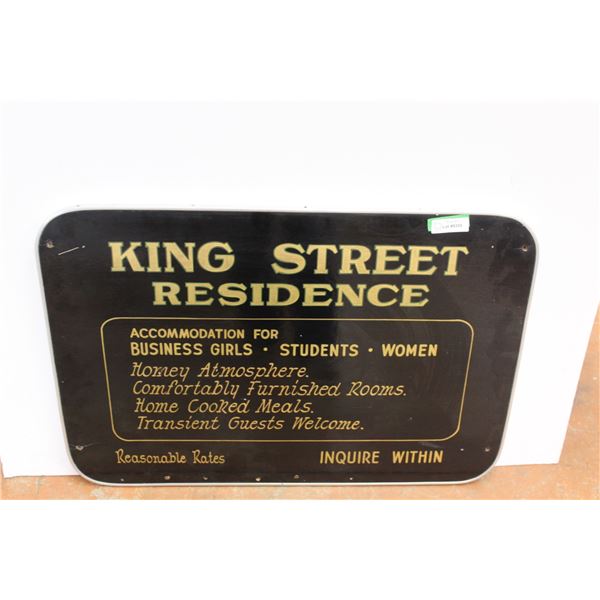 KING STREET
RESIDENCE
ACCOMMODATION FOR
BUSINESS GIRLS · STUDENTS · WOMEN
Homey Atmosphere.
Comfortably Furnished Rooms.
Home Cooked Meals.
Transient Guests Welcome.
Reasonable Rates
INQUIRE WITHIN